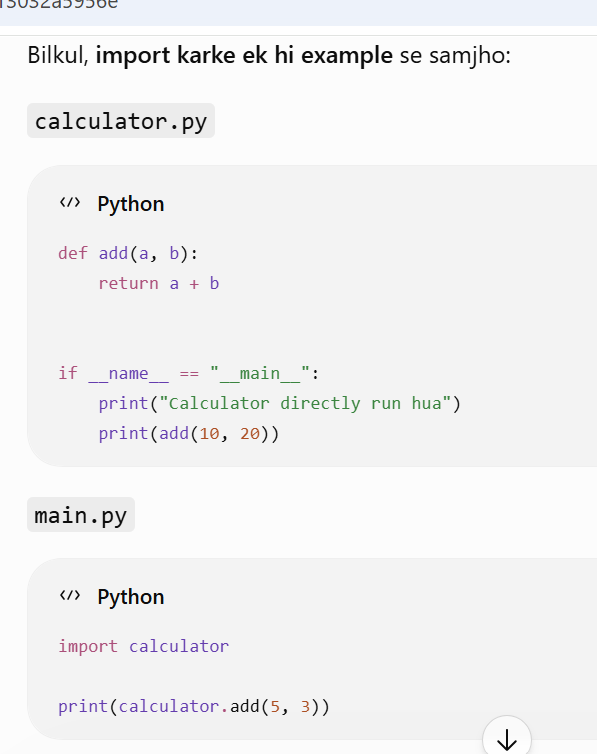 Bilkul, import karke ek hi example se samjho:
calculator.py
</> Python
def add(a, b):
    return a + b
if __name__ == "__main__":
    print("Calculator directly run hua")
    print(add(10, 20))
main.py
</> Python
import calculator
print(calculator.add(5, 3))